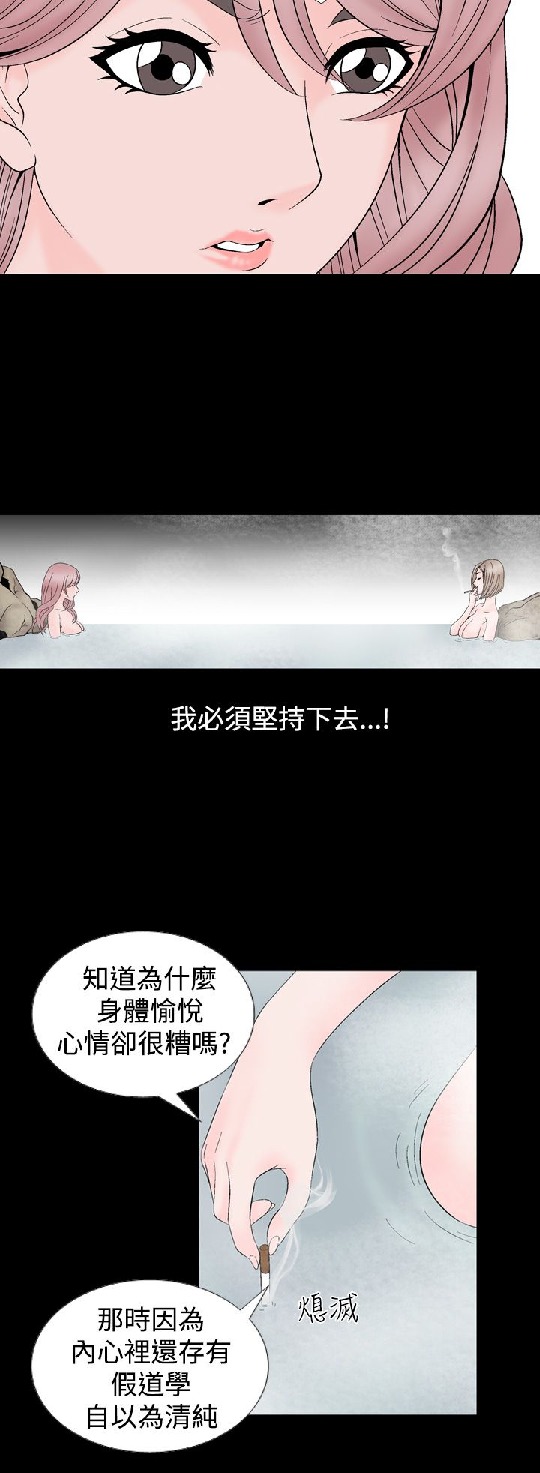 我必須堅持下去...!
知道為什麼
身體愉悅
心情卻很糟嗎?
熄滅
那時因為
內心裡還存有
假道學
自以為清純